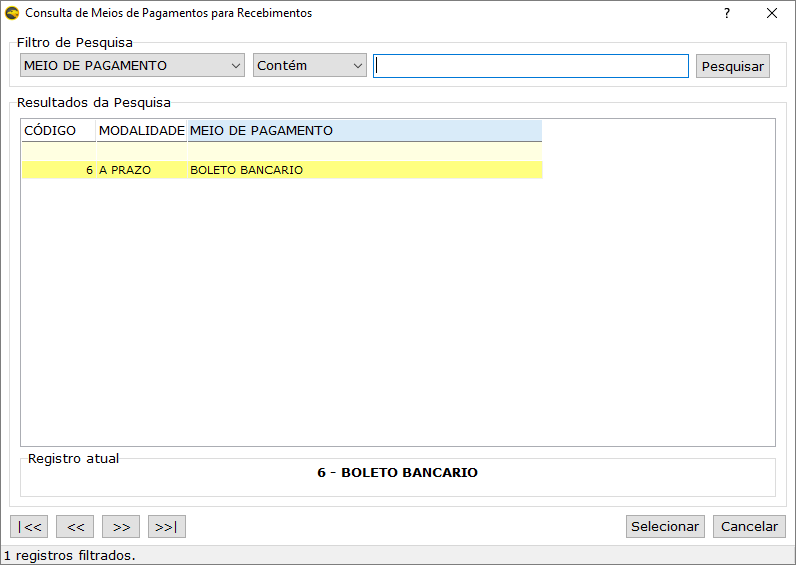 Consulta de Meios de Pagamentos para Recebimentos ?
Filtro de Pesquisa
MEIO DE PAGAMENTO Contém Pesquisar
Resultados da Pesquisa
CÓDIGO MODALIDADE MEIO DE PAGAMENTO
6 A PRAZO BOLETO BANCARIO
Registro atual
6 - BOLETO BANCARIO
|<< << >> >>| Selecionar Cancelar
1 registros filtrados.